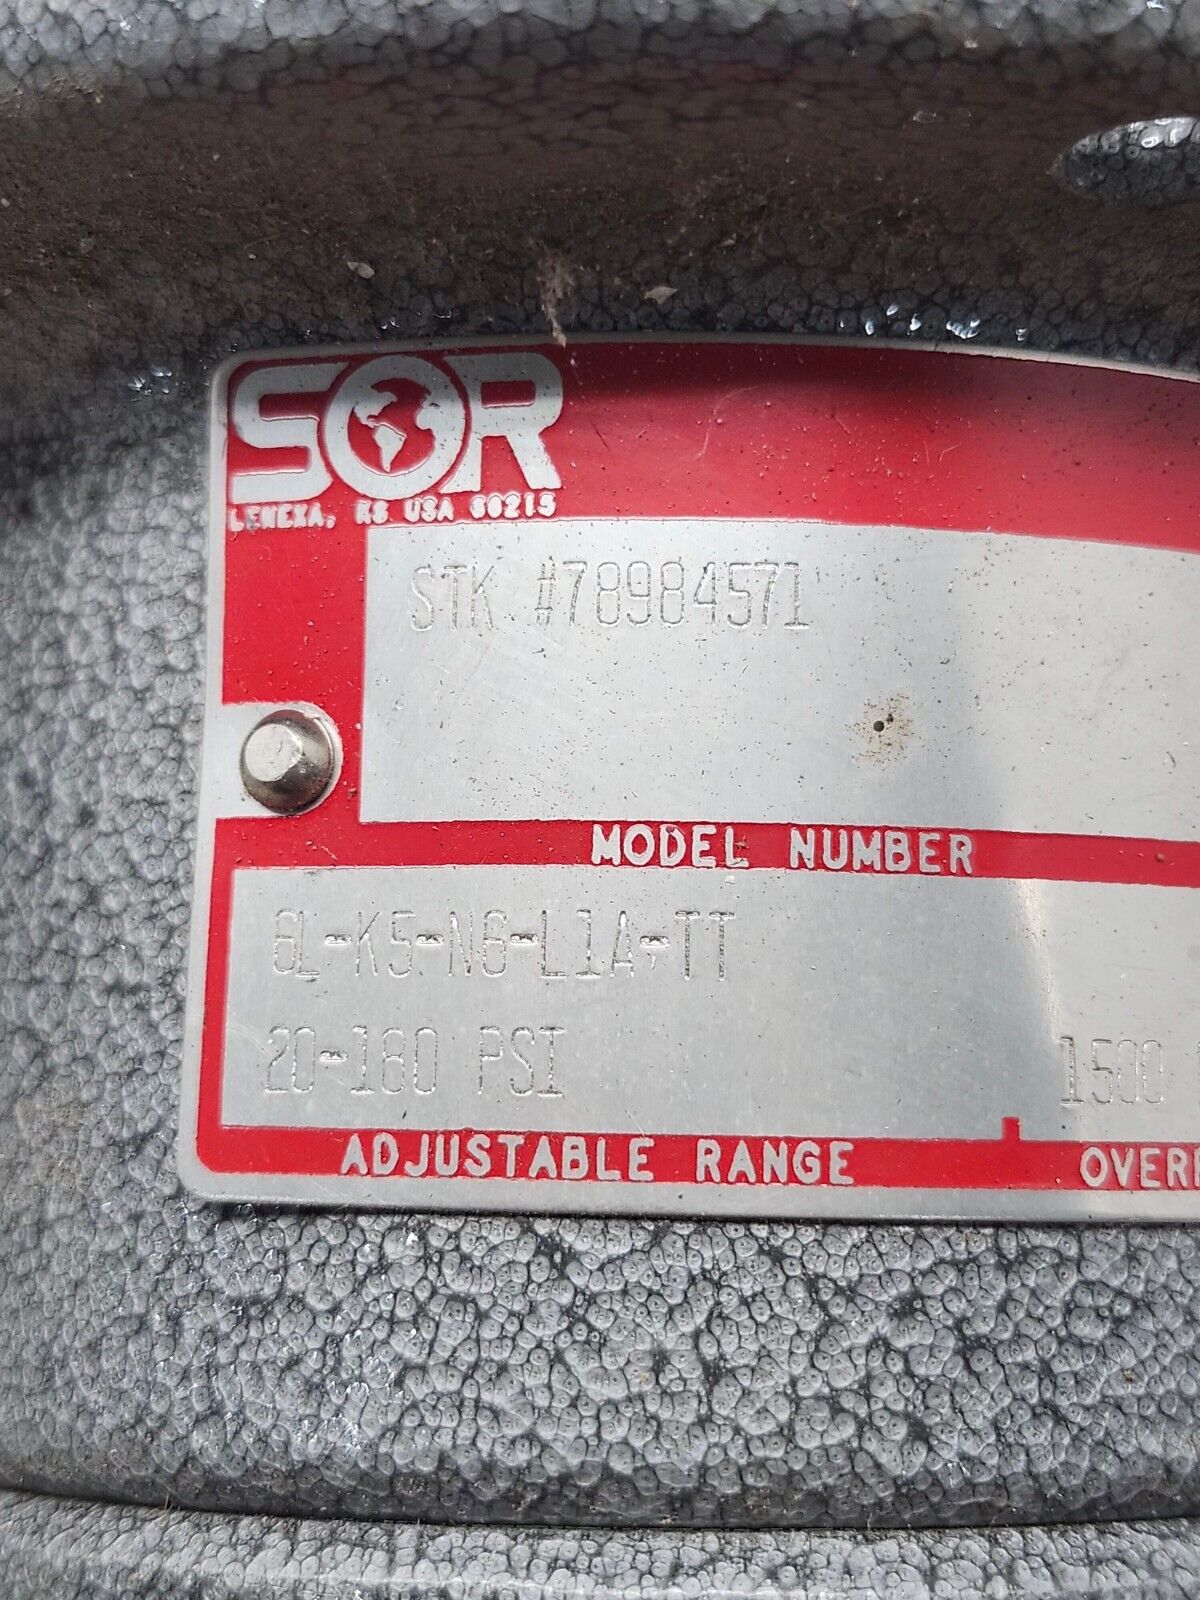 SOR
LENEXA, KS USA 66215
STK #78984571
MODEL NUMBER
6L-K5-N6-L1A-TT
20-180 PSI
1500
ADJUSTABLE RANGE